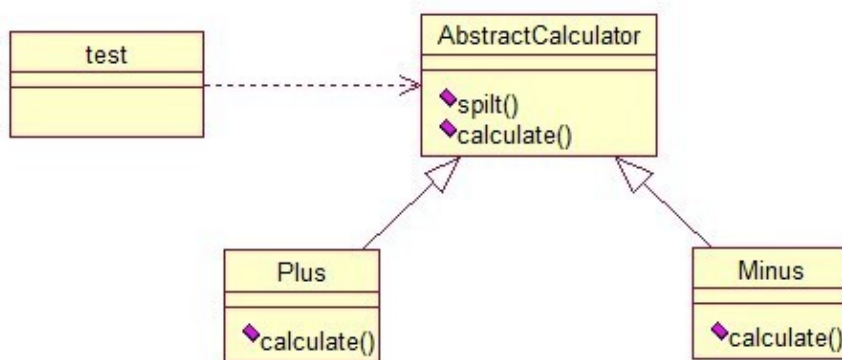 test
AbstractCalculator
spilt()
calculate()
Plus
calculate()
Minus
calculate()